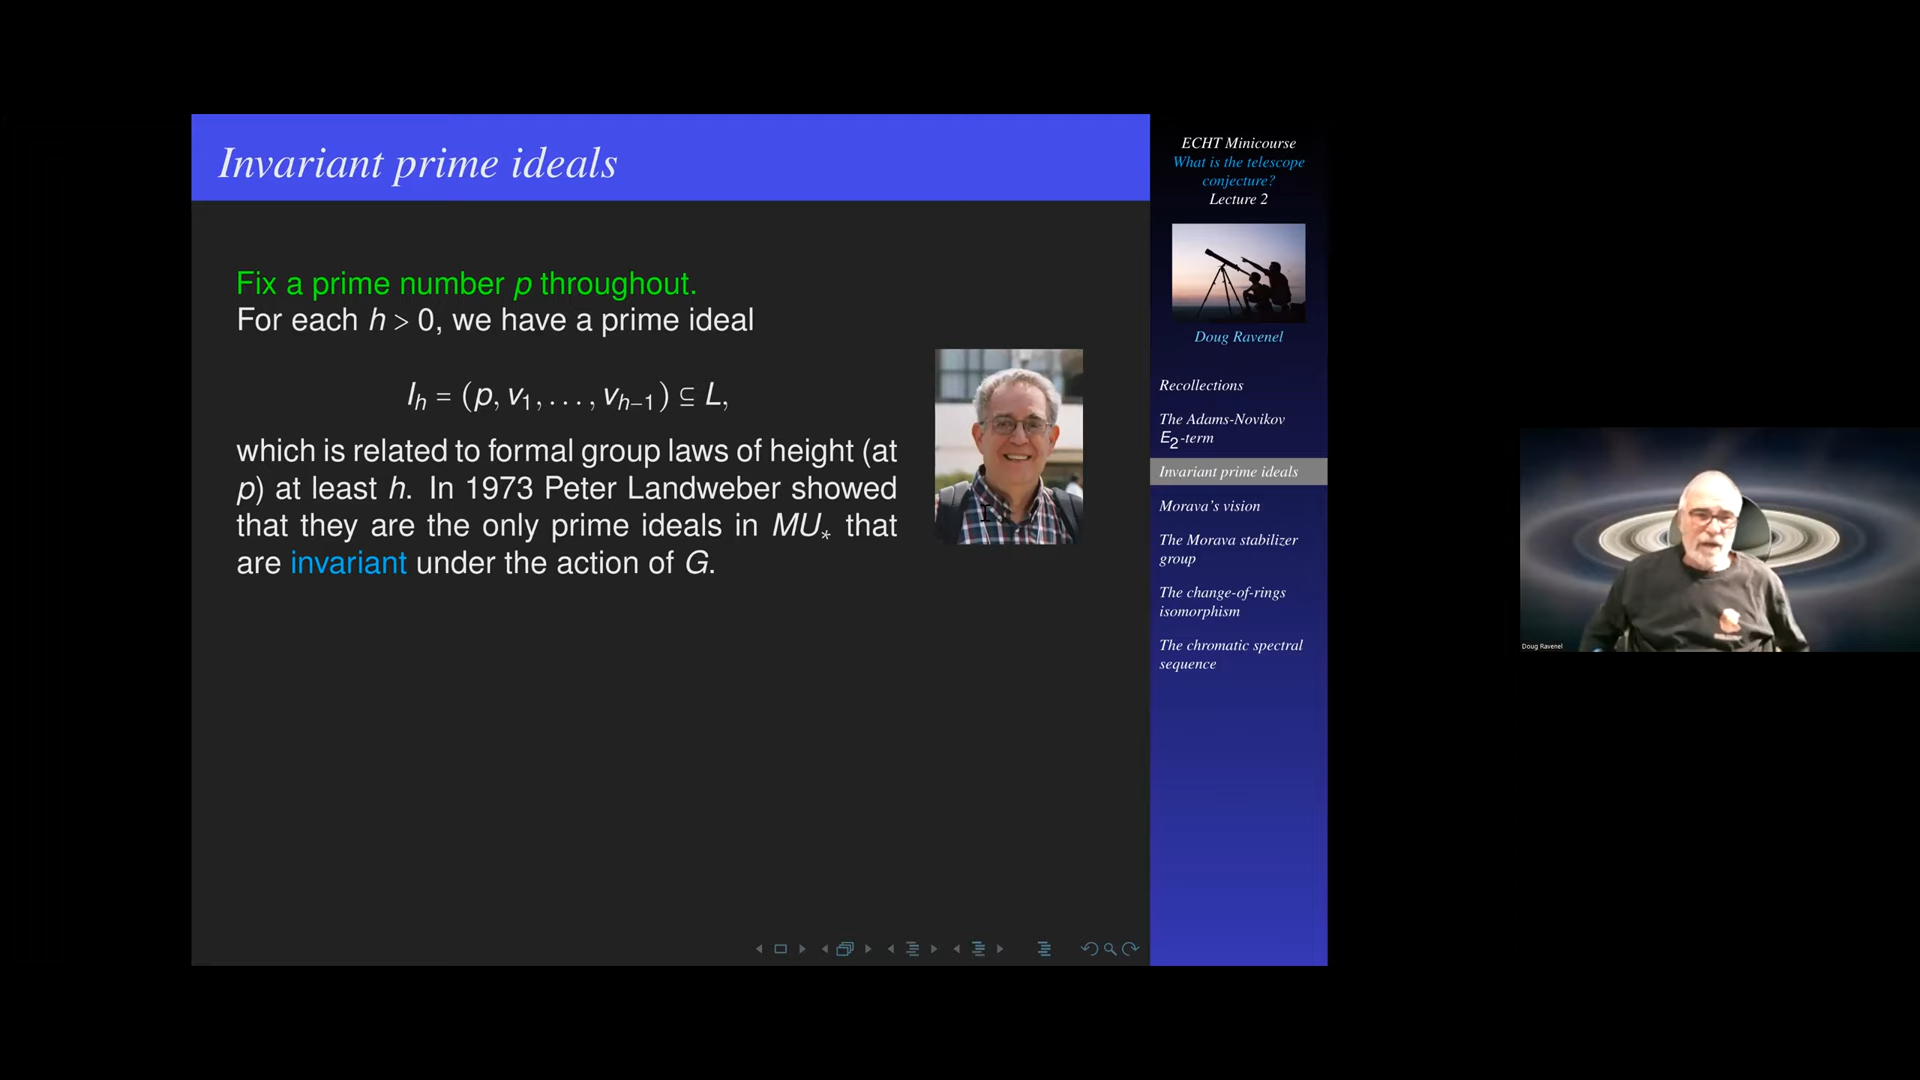 Invariant prime ideals
Fix a prime number p throughout.
For each h > 0, we have a prime ideal
I_h = (p, v_1, . . . , v_{h−1}) ⊆ L,
which is related to formal group laws of height (at
p) at least h. In 1973 Peter Landweber showed
that they are the only prime ideals in MU_* that
are invariant under the action of G.
ECHT Minicourse
What is the telescope
conjecture?
Lecture 2
Doug Ravenel
Recollections
The Adams-Novikov
E_2-term
Invariant prime ideals
Morava's vision
The Morava stabilizer
group
The change-of-rings
isomorphism
The chromatic spectral
sequence
Doug Ravenel